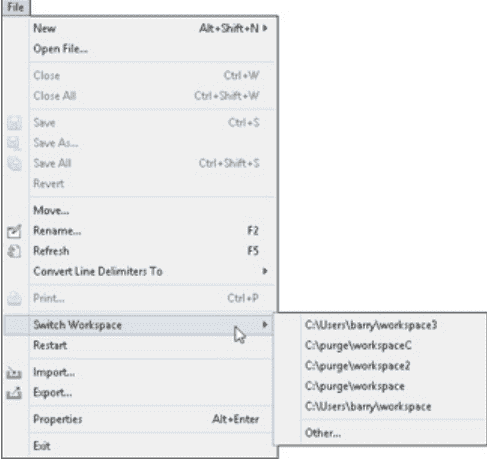 File
New Alt+Shift+N
Open File...
Close Ctrl+W
Close All Ctrl+Shift+W
Save Ctrl+S
Save As...
Save All Ctrl+Shift+S
Revert
Move...
Rename... F2
Refresh F5
Convert Line Delimiters To
Print... Ctrl+P
Switch Workspace
Restart
Import...
Export...
Properties Alt+Enter
Exit
C:\Users\barry\workspace3
C:\purge\workspaceC
C:\purge\workspace2
C:\purge\workspace
C:\Users\barry\workspace
Other...